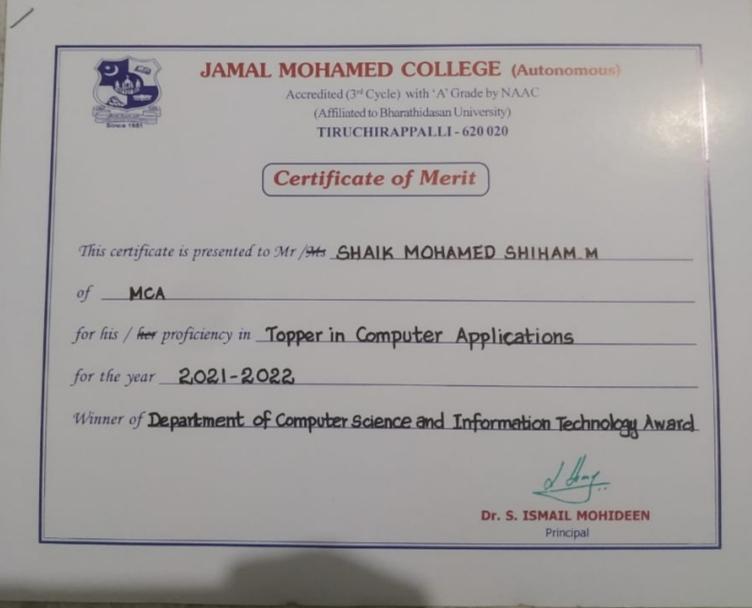 JAMAL MOHAMED COLLEGE (Autonomous)
Accredited (3rd Cycle) with 'A' Grade by NAAC
(Affiliated to Bharathidasan University)
TIRUCHIRAPPALLI - 620 020
Since 1951
Certificate of Merit
This certificate is presented to Mr / Ms SHAIK MOHAMED SHIHAM.M
of MCA
for his / her proficiency in Topper in Computer Applications
for the year 2021-2022
Winner of Department of Computer Science and Information Technology Award
Dr. S. ISMAIL MOHIDEEN
Principal